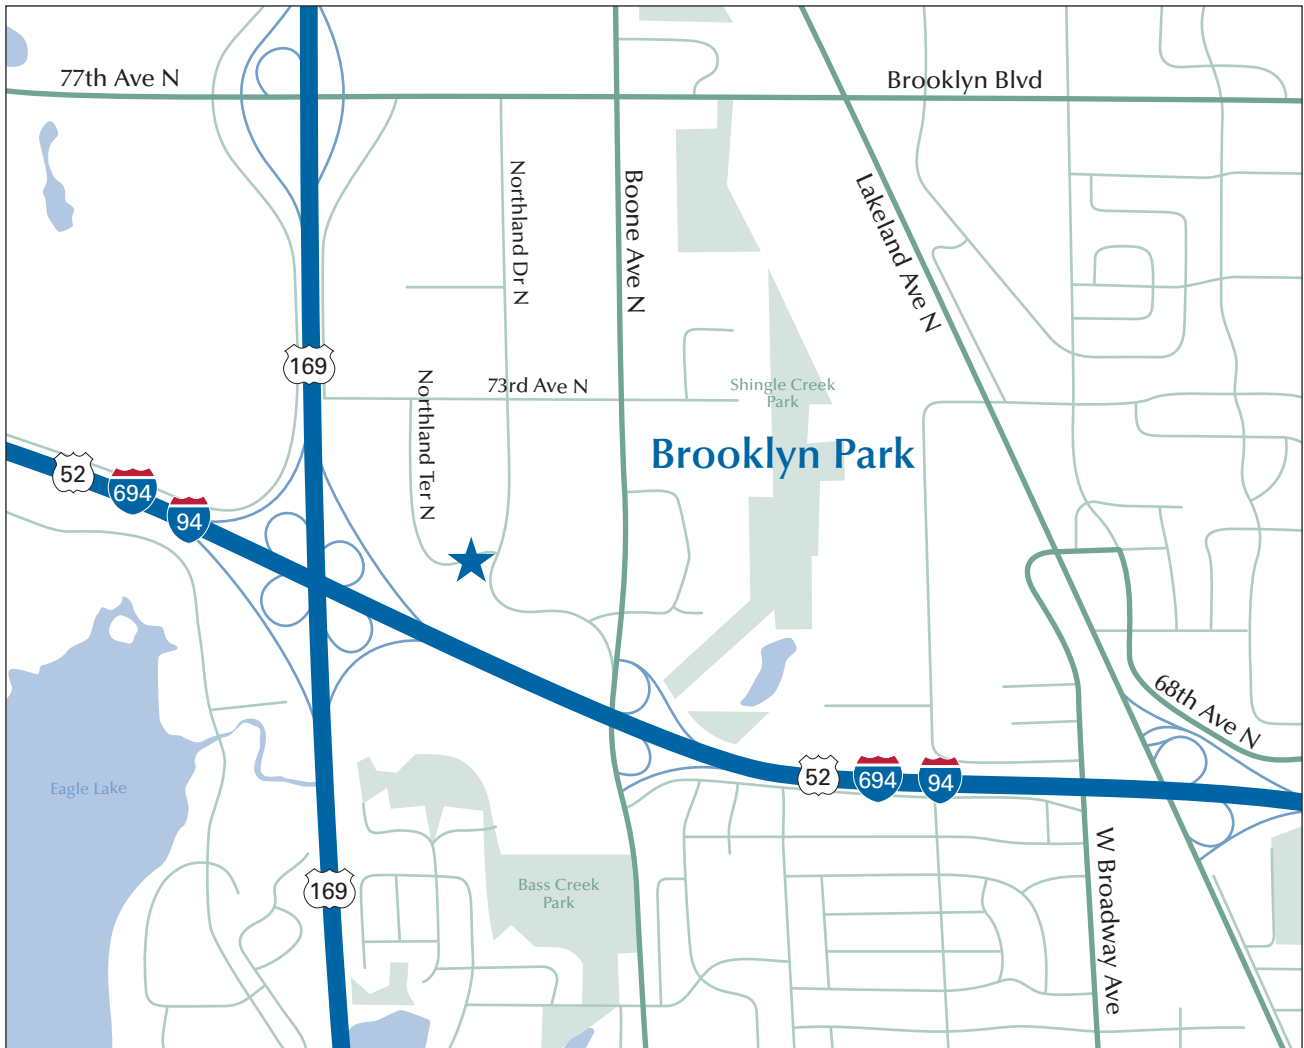 77th Ave N
Brooklyn Blvd
Northland Dr N
Boone Ave N
Lakeland Ave N
169
Northland Ter N
73rd Ave N
Shingle Creek
Park
Brooklyn Park
52
694
94
68th Ave N
52
694
94
Eagle Lake
W Broadway Ave
169
Bass Creek
Park